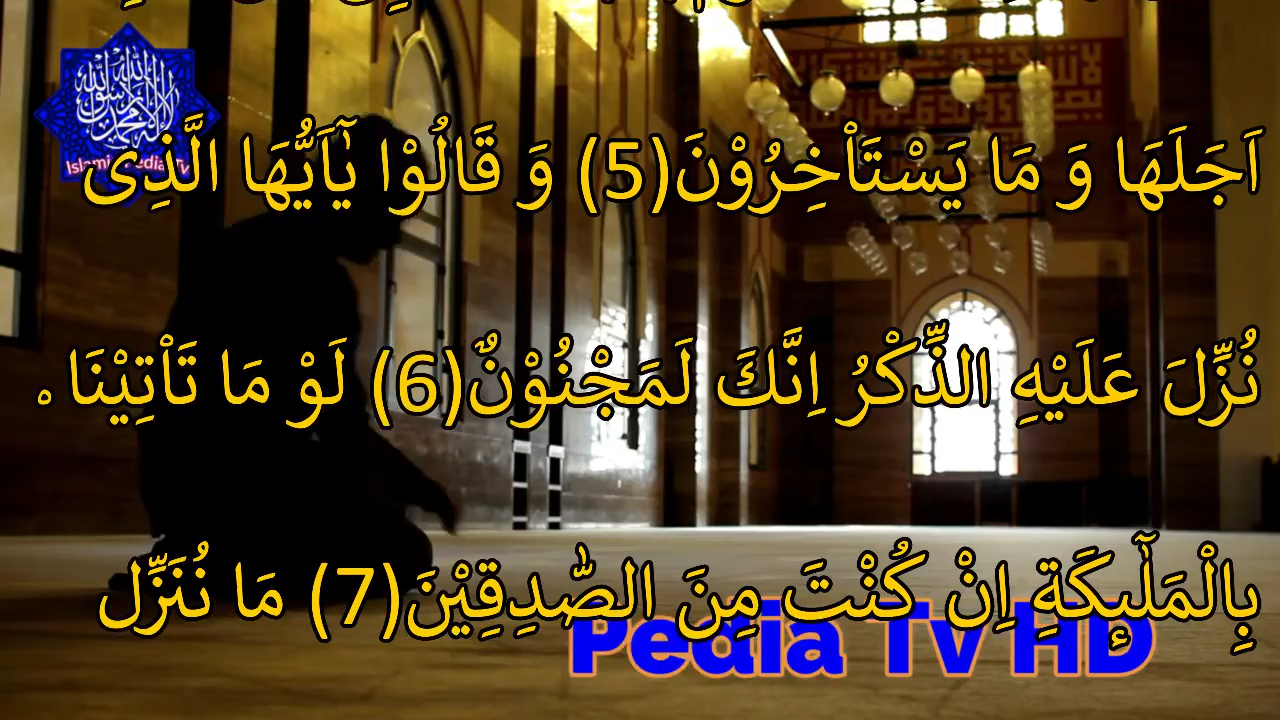 اَجَلَهَا وَ مَا یَسْتَاْخِرُوْنَ(5) وَ قَالُوْا یٰۤاَیُّهَا الَّذِیْ
نُزِّلَ عَلَیْهِ الذِّكْرُ اِنَّكَ لَمَجْنُوْنٌ(6) لَوْ مَا تَاْتِیْنَا
بِالْمَلٰٓىٕكَةِ اِنْ كُنْتَ مِنَ الصّٰدِقِیْنَ(7) مَا نُنَزِّل
Pedia Tv HD